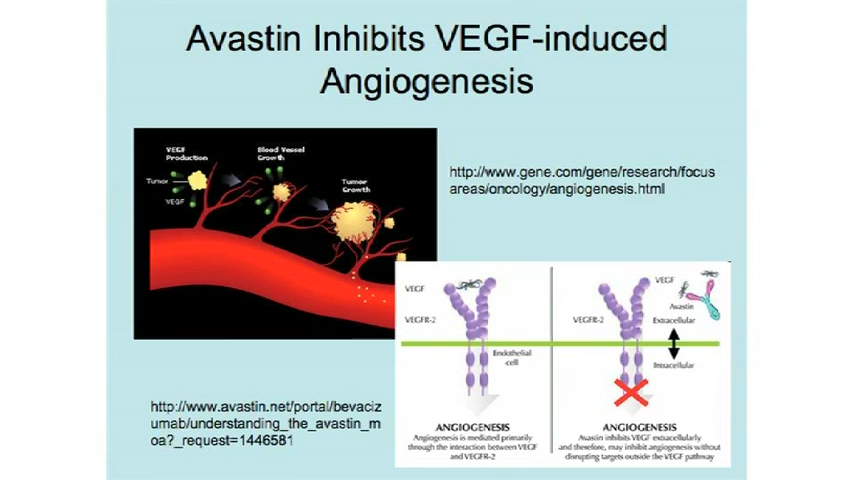 Avastin Inhibits VEGF-induced
Angiogenesis
VEGF
Production
Blood Vessel
Growth
Tumor
VEGF
Tumor
Growth
http://www.gene.com/gene/research/focus
areas/oncology/angiogenesis.html
VEGF
VEGFR-2
Endothelial
cell
ANGIOGENESIS
Angiogenesis is mediated primarily
through the interaction between VEGF
and VEGFR-2
VEGF
Avastin
VEGFR-2
Extracellular
Intracellular
ANGIOGENESIS
Avastin inhibits VEGF extracellularly
and therefore, may inhibit angiogenesis without
disrupting targets outside the VEGF pathway
http://www.avastin.net/portal/bevaciz
umab/understanding_the_avastin_m
oa?_request=1446581